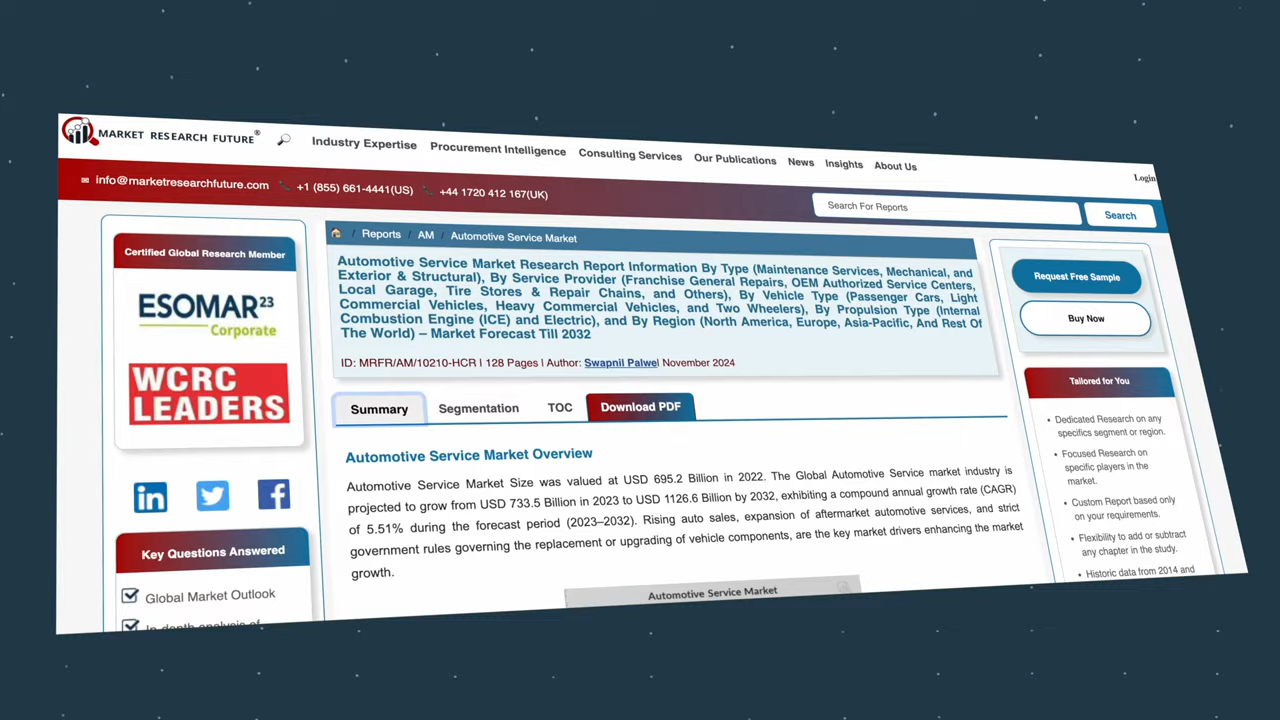 MARKET RESEARCH FUTURE®
Industry Expertise
Procurement Intelligence
Consulting Services
Our Publications
News
Insights
About Us
Login
info@marketresearchfuture.com
+1 (855) 661-4441(US)
+44 1720 412 167(UK)
Search For Reports
Search
Certified Global Research Member
ESOMAR23
Corporate
WCRC
LEADERS
Key Questions Answered
Global Market Outlook
In-depth analysis of
/ Reports / AM / Automotive Service Market
Automotive Service Market Research Report Information By Type (Maintenance Services, Mechanical, and
Exterior & Structural), By Service Provider (Franchise General Repairs, OEM Authorized Service Centers,
Local Garage, Tire Stores & Repair Chains, and Others), By Vehicle Type (Passenger Cars, Light
Commercial Vehicles, Heavy Commercial Vehicles, and Two Wheelers), By Propulsion Type (Internal
Combustion Engine (ICE) and Electric), and By Region (North America, Europe, Asia-Pacific, And Rest Of
The World) – Market Forecast Till 2032
ID: MRFR/AM/10210-HCR | 128 Pages | Author: Swapnil Palwe| November 2024
Summary
Segmentation
TOC
Download PDF
Automotive Service Market Overview
Automotive Service Market Size was valued at USD 695.2 Billion in 2022. The Global Automotive Service market industry is
projected to grow from USD 733.5 Billion in 2023 to USD 1126.6 Billion by 2032, exhibiting a compound annual growth rate (CAGR)
of 5.51% during the forecast period (2023–2032). Rising auto sales, expansion of aftermarket automotive services, and strict
government rules governing the replacement or upgrading of vehicle components, are the key market drivers enhancing the market
growth.
Automotive Service Market
Request Free Sample
Buy Now
Tailored for You
Dedicated Research on any
specifics segment or region.
Focused Research on
specific players in the
market.
Custom Report based only
on your requirements.
Flexibility to add or subtract
any chapter in the study.
Historic data from 2014 and